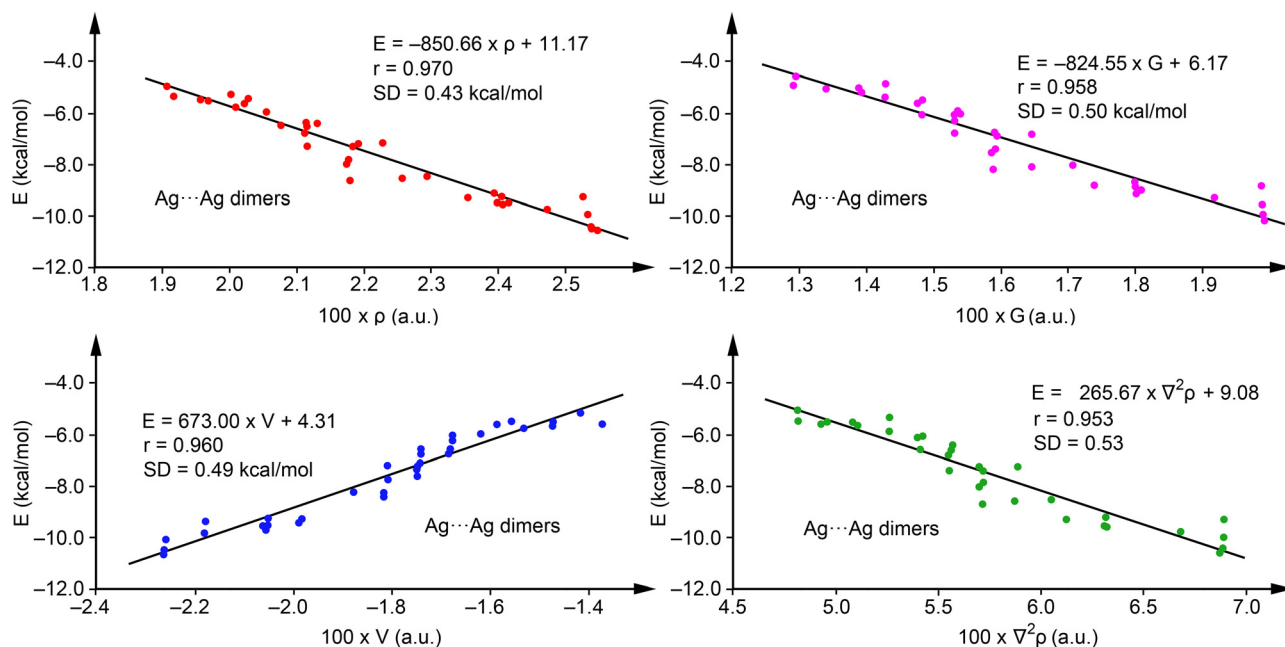 E = –850.66 x ρ + 11.17
r = 0.970
SD = 0.43 kcal/mol
Ag···Ag dimers
E (kcal/mol)
–4.0
–6.0
–8.0
–10.0
–12.0
1.8 2.0 2.1 2.2 2.3 2.4 2.5
100 x ρ (a.u.)
E = –824.55 x G + 6.17
r = 0.958
SD = 0.50 kcal/mol
Ag···Ag dimers
E (kcal/mol)
–4.0
–6.0
–8.0
–10.0
–12.0
1.2 1.3 1.4 1.5 1.6 1.7 1.8 1.9
100 x G (a.u.)
E = 673.00 x V + 4.31
r = 0.960
SD = 0.49 kcal/mol
Ag···Ag dimers
E (kcal/mol)
–4.0
–6.0
–8.0
–10.0
–12.0
–2.4 –2.2 –2.0 –1.8 –1.6 –1.4
100 x V (a.u.)
E = 265.67 x ∇²ρ + 9.08
r = 0.953
SD = 0.53
Ag···Ag dimers
E (kcal/mol)
–4.0
–6.0
–8.0
–10.0
–12.0
4.5 5.0 5.5 6.0 6.5 7.0
100 x ∇²ρ (a.u.)